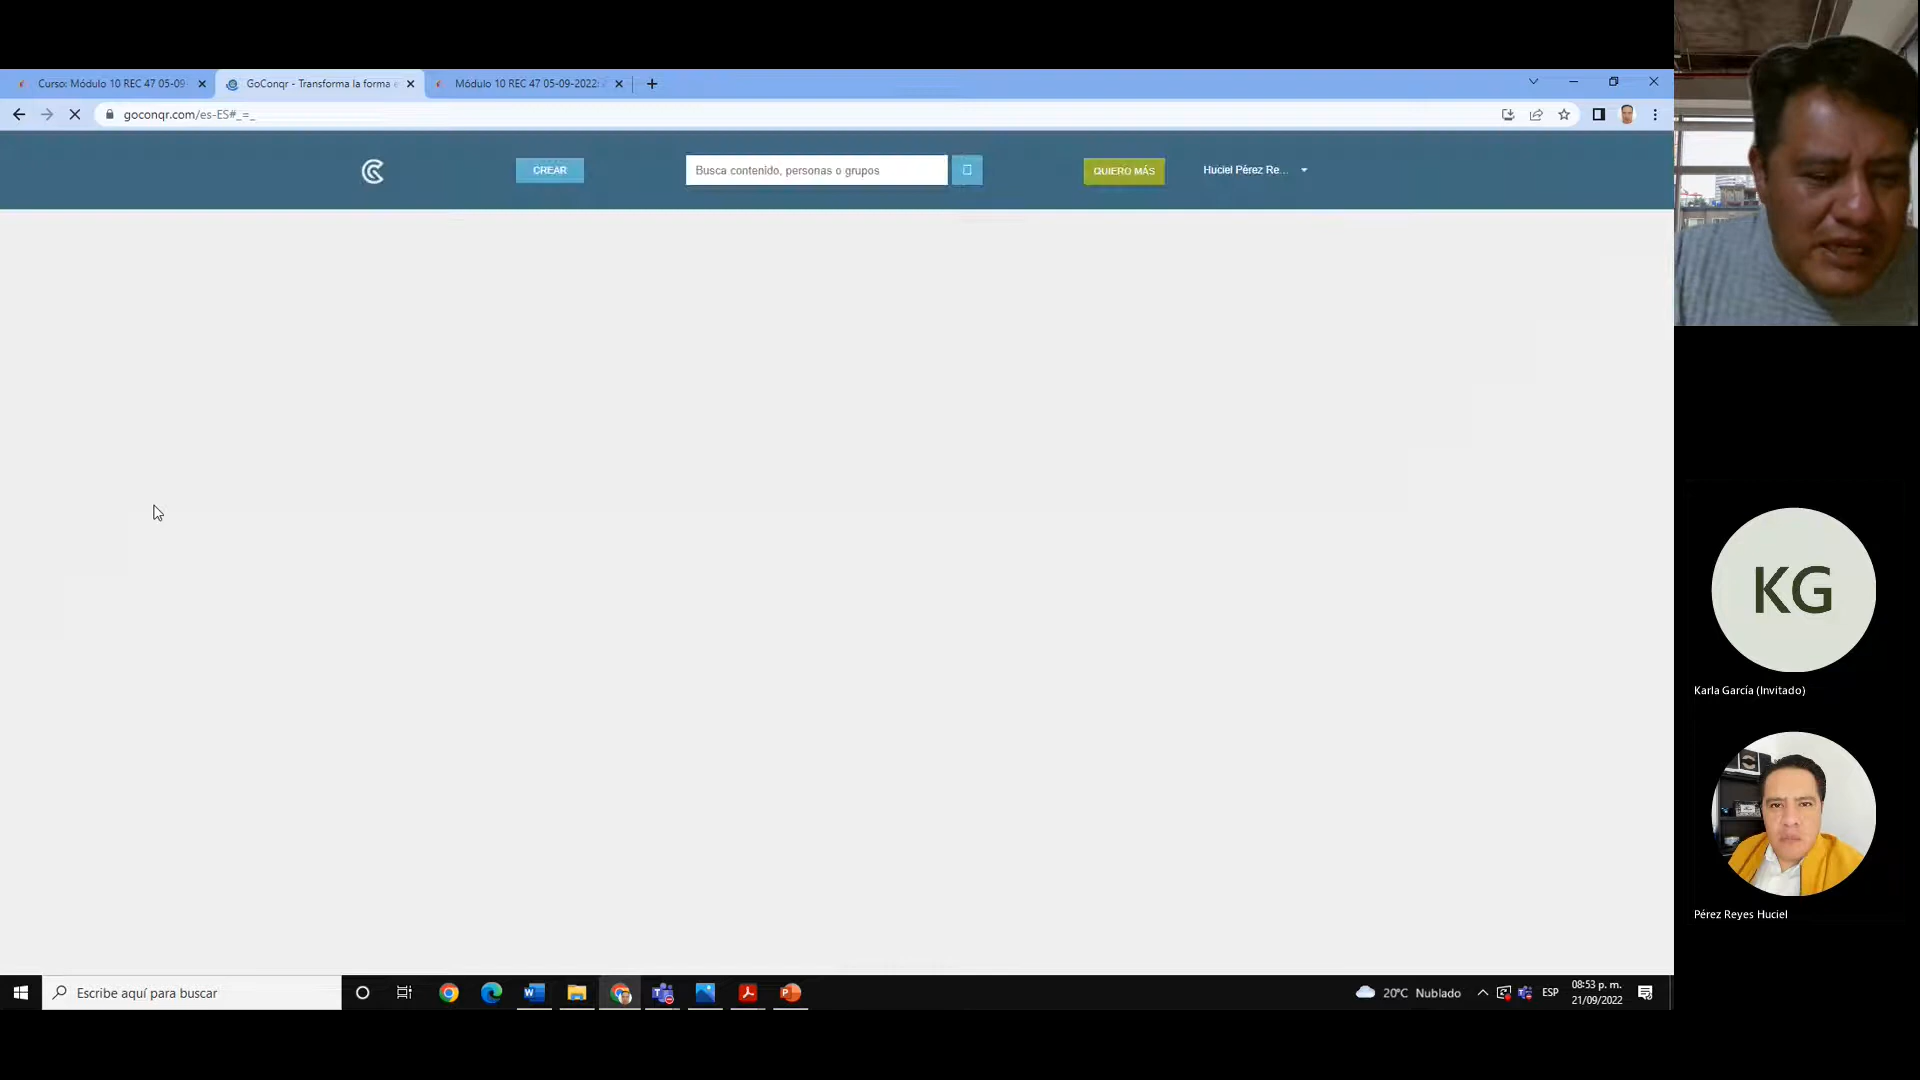 Curso: Módulo 10 REC 47 05-09
GoConqr - Transforma la forma e
Módulo 10 REC 47 05-09-2022:
goconqr.com/es-ES#_=_
CREAR
Busca contenido, personas o grupos
QUIERO MÁS
Huciel Pérez Re...
KG
Karla García (Invitado)
Pérez Reyes Huciel
Escribe aquí para buscar
20°C Nublado
ESP
08:53 p. m.
21/09/2022